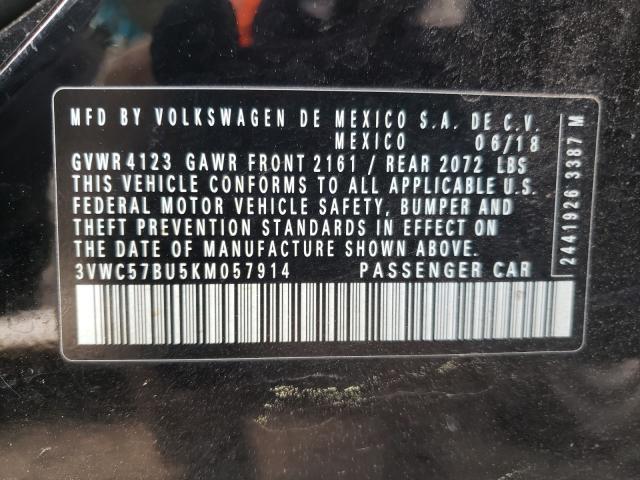 MFD BY VOLKSWAGEN DE MEXICO S.A. DE C.V.
MEXICO 06/18
GVWR 4123 GAWR FRONT 2161 / REAR 2072 LBS
THIS VEHICLE CONFORMS TO ALL APPLICABLE U.S.
FEDERAL MOTOR VEHICLE SAFETY, BUMPER AND
THEFT PREVENTION STANDARDS IN EFFECT ON
THE DATE OF MANUFACTURE SHOWN ABOVE.
3VWC57BU5KM057914 PASSENGER CAR
2441926 3387 M